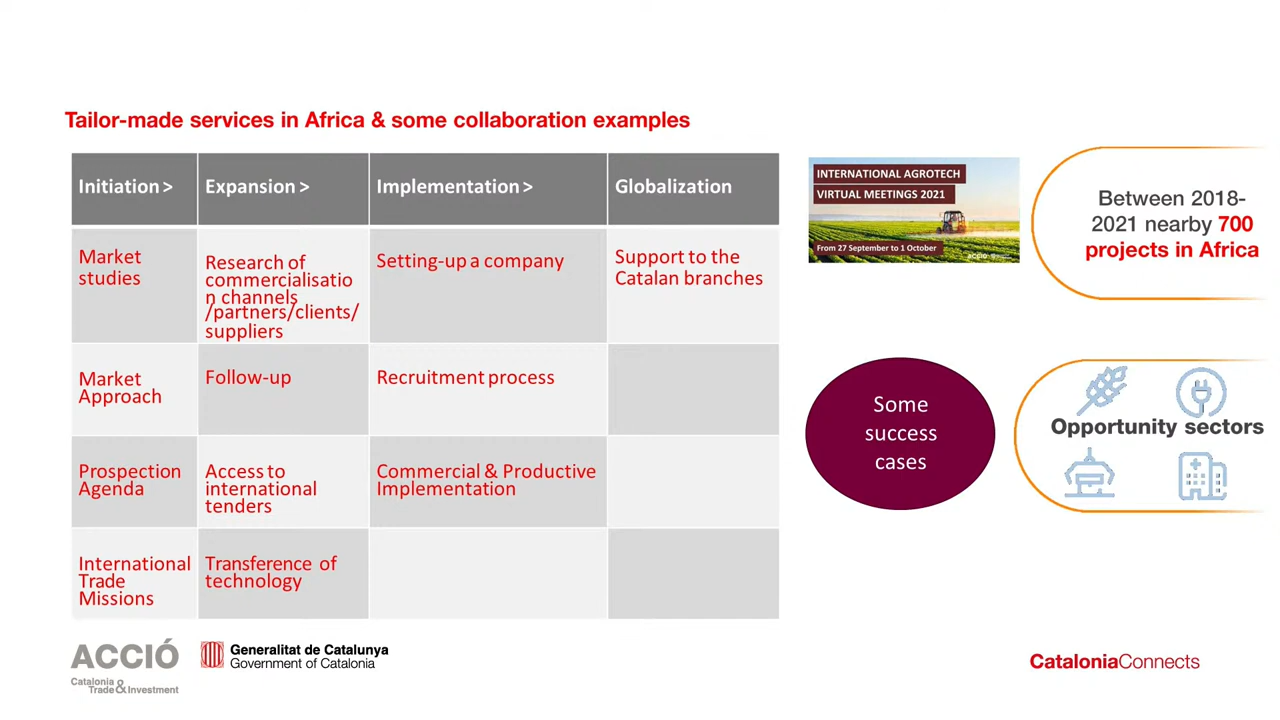 Tailor-made services in Africa & some collaboration examples
Initiation >
Expansion >
Implementation >
Globalization
Market
studies
Research of
commercialisatio
n channels
/partners/clients/
suppliers
Setting-up a company
Support to the
Catalan branches
Market
Approach
Follow-up
Recruitment process
Prospection
Agenda
Access to
international
tenders
Commercial & Productive
Implementation
International
Trade
Missions
Transference of
technology
INTERNATIONAL AGROTECH
VIRTUAL MEETINGS 2021
From 27 September to 1 October
ACCIÓ
Between 2018-
2021 nearby 700
projects in Africa
Some
success
cases
Opportunity sectors
ACCIÓ
Catalonia
Trade & Investment
Generalitat de Catalunya
Government of Catalonia
CataloniaConnects